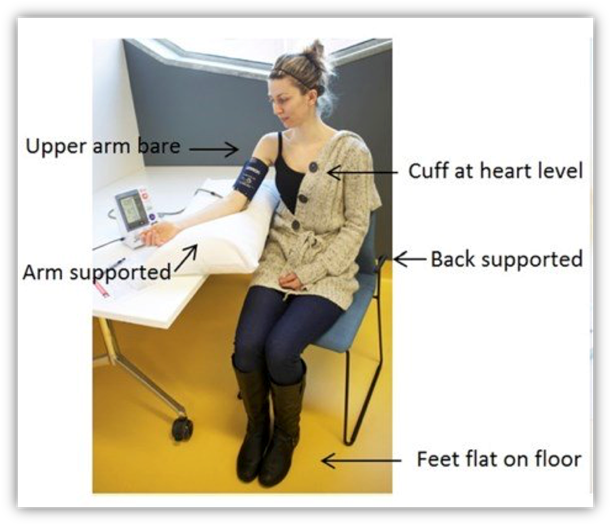 Upper arm bare
Cuff at heart level
Back supported
Arm supported
Feet flat on floor